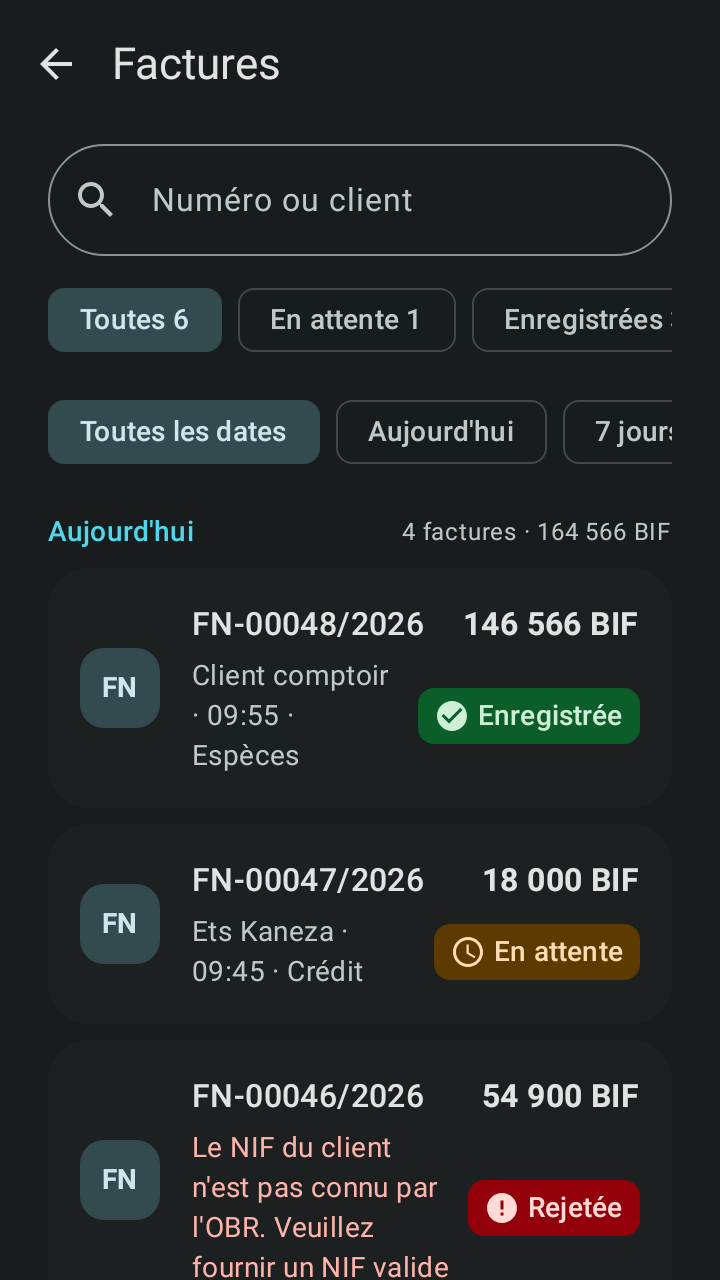 Factures
Numéro ou client
Toutes 6
En attente 1
Enregistrées
Toutes les dates
Aujourd'hui
7 jours
Aujourd'hui
4 factures · 164 566 BIF
FN-00048/2026
146 566 BIF
FN
Client comptoir
· 09:55 ·
Espèces
Enregistrée
FN-00047/2026
18 000 BIF
FN
Ets Kaneza ·
09:45 · Crédit
En attente
FN-00046/2026
54 900 BIF
FN
Le NIF du client
n'est pas connu par
l'OBR. Veuillez
fournir un NIF valide
Rejetée